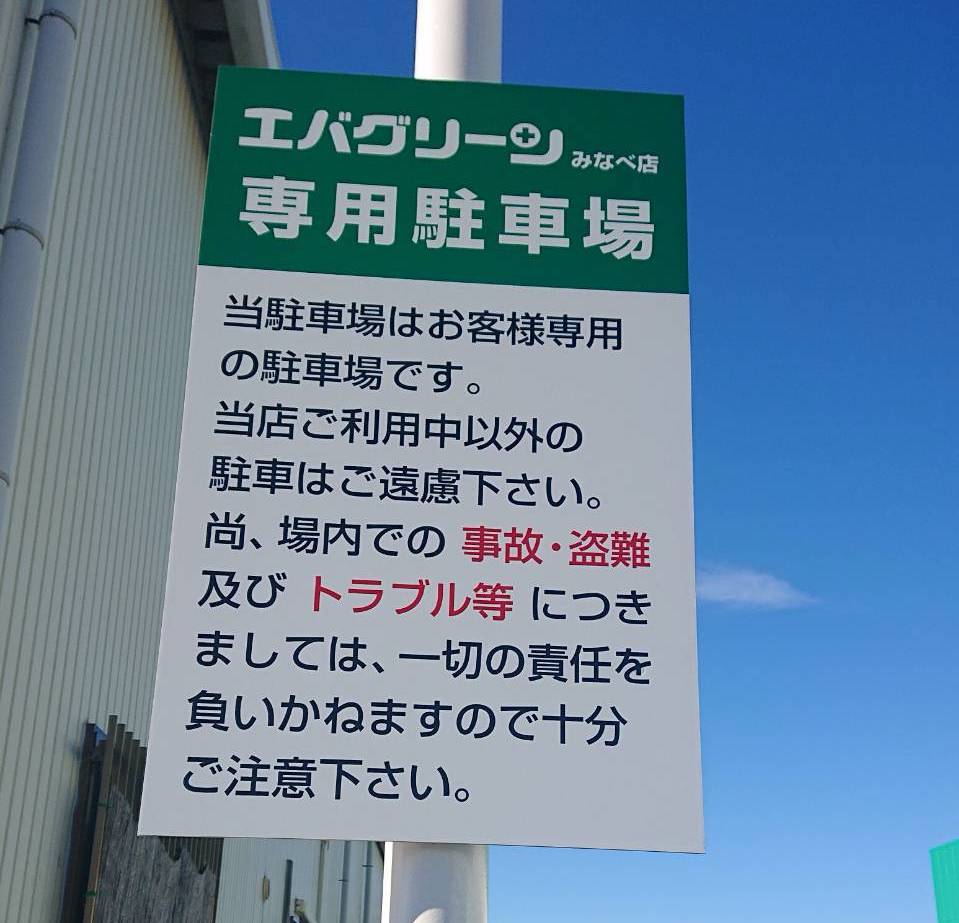 エバグリーン みなべ店
専用駐車場
当駐車場はお客様専用
の駐車場です。
当店ご利用中以外の
駐車はご遠慮下さい。
尚、場内での 事故・盗難
及び トラブル等 につき
ましては、一切の責任を
負いかねますので十分
ご注意下さい。